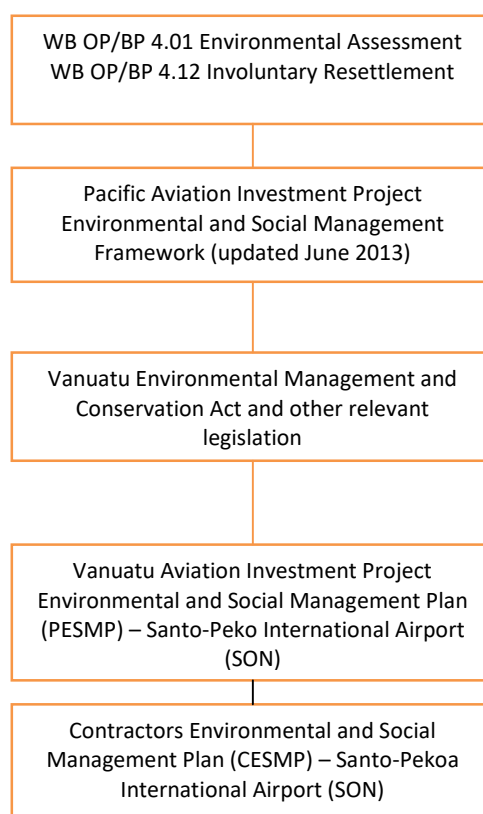 WB OP/BP 4.01 Environmental Assessment
WB OP/BP 4.12 Involuntary Resettlement
Pacific Aviation Investment Project
Environmental and Social Management
Framework (updated June 2013)
Vanuatu Environmental Management and
Conservation Act and other relevant
legislation
Vanuatu Aviation Investment Project
Environmental and Social Management Plan
(PESMP) – Santo-Peko International Airport
(SON)
Contractors Environmental and Social
Management Plan (CESMP) – Santo-Pekoa
International Airport (SON)